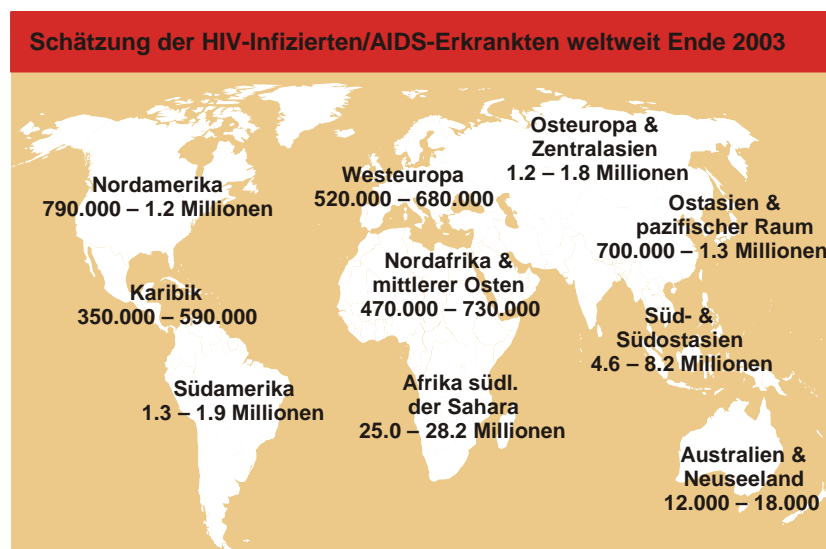 Schätzung der HIV-Infizierten/AIDS-Erkrankten weltweit Ende 2003
Osteuropa &
Zentralasien
1.2 – 1.8 Millionen
Westeuropa
520.000 – 680.000
Nordamerika
790.000 – 1.2 Millionen
Ostasien &
pazifischer Raum
700.000 – 1.3 Millionen
Nordafrika &
mittlerer Osten
470.000 – 730.000
Karibik
350.000 – 590.000
Süd- &
Südostasien
4.6 – 8.2 Millionen
Südamerika
1.3 – 1.9 Millionen
Afrika südl.
der Sahara
25.0 – 28.2 Millionen
Australien &
Neuseeland
12.000 – 18.000